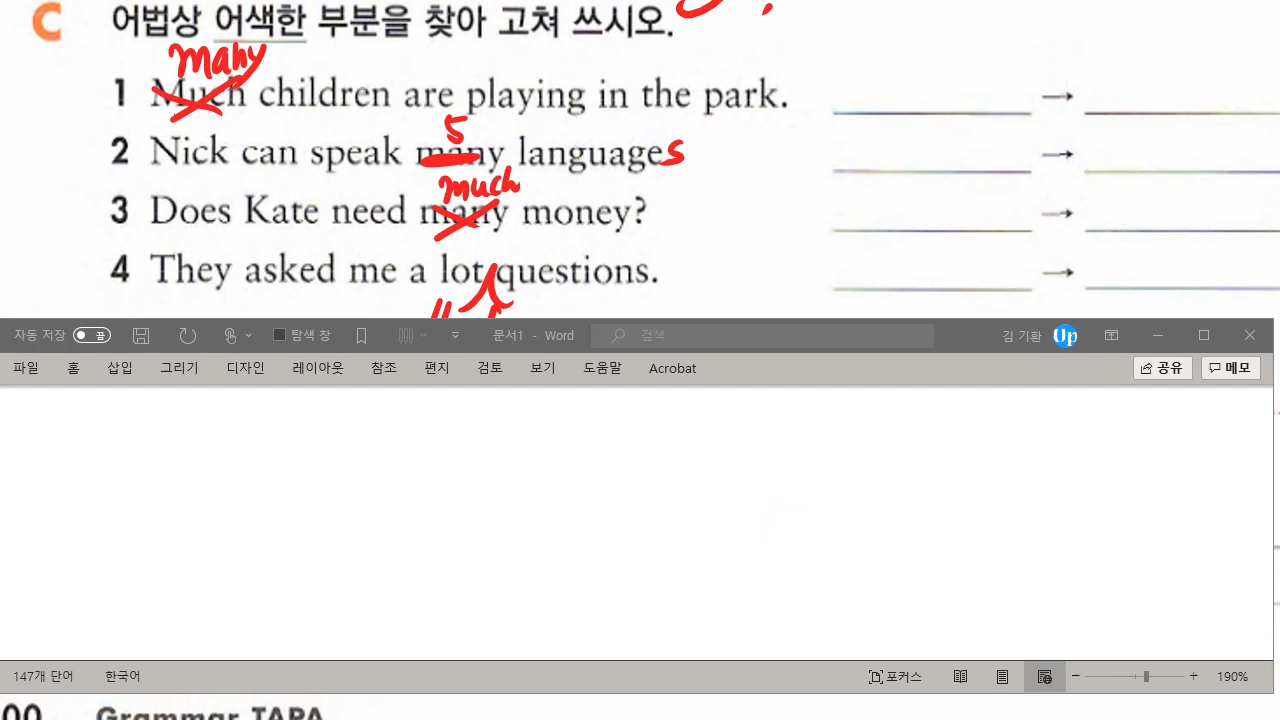 C 어법상 어색한 부분을 찾아 고쳐 쓰시오.
many
1 Much children are playing in the park. →
5
2 Nick can speak many languages →
much
3 Does Kate need many money? →
4 They asked me a lot questions. →
자동 저장 끔 탐색 창 문서1 - Word 검색 김 기환 Up
파일 홈 삽입 그리기 디자인 레이아웃 참조 편지 검토 보기 도움말 Acrobat 공유 메모
147개 단어 한국어 포커스 190%
00 Grammar TAPA